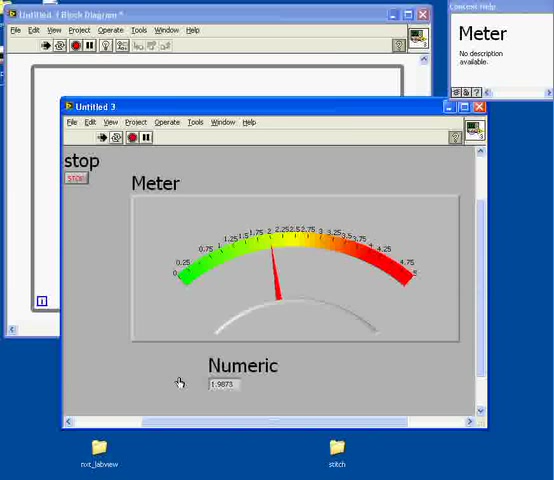 Untitled 3 Block Diagram *
File Edit View Project Operate Tools Window Help
Context Help
Meter
No description
available.
Untitled 3
File Edit View Project Operate Tools Window Help
stop
STOP
Meter
0 0.25 0.75 1 1.25 1.5 1.75 2 2.25 2.5 2.75 3 3.25 3.5 3.75 4 4.25 4.75 5
i
Numeric
1.9873
nxt_labview
stitch